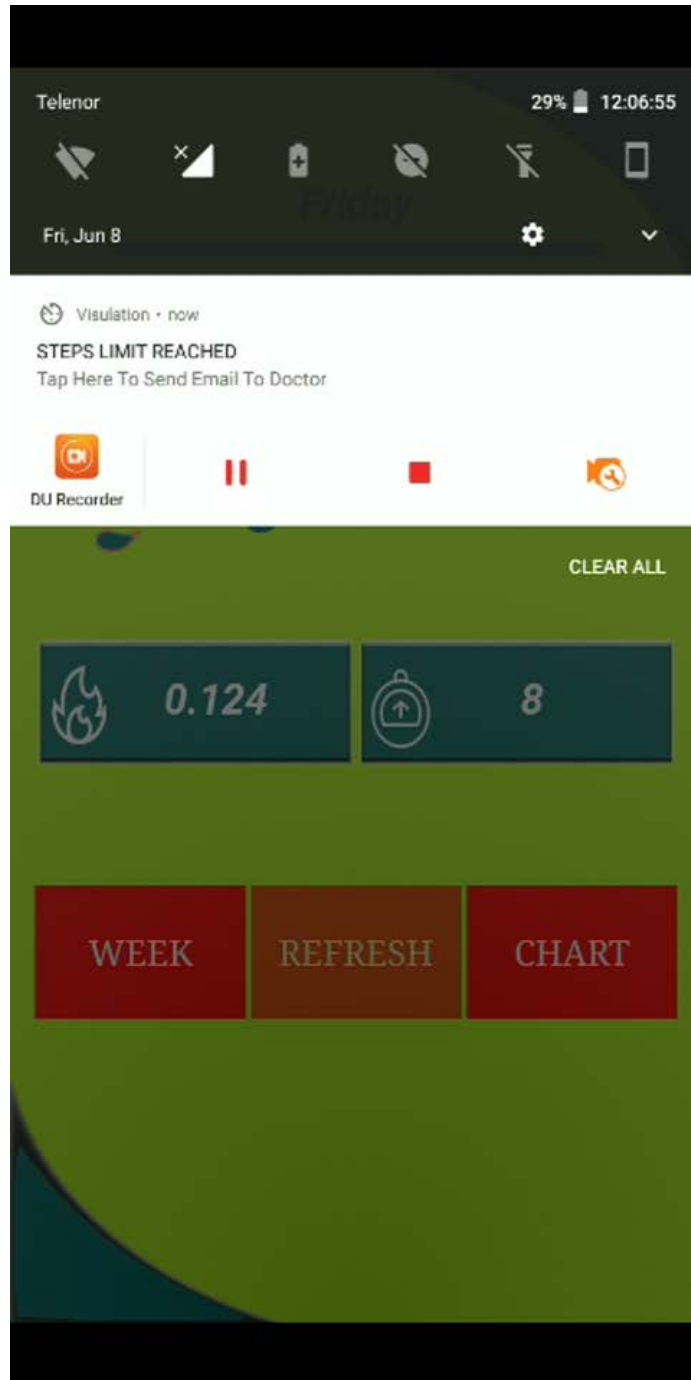 Telenor 29% 12:06:55
Friday
Fri, Jun 8
Visulation • now
STEPS LIMIT REACHED
Tap Here To Send Email To Doctor
DU Recorder
CLEAR ALL
0.124 8
WEEK REFRESH CHART